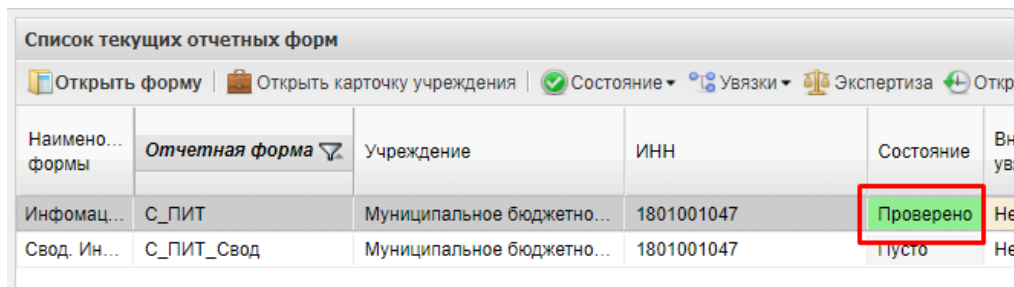 Список текущих отчетных форм
Открыть форму Открыть карточку учреждения Состояние Увязки Экспертиза Откр
Наимено... формы Отчетная форма Учреждение ИНН Состояние Вн ув
Инфомац... С_ПИТ Муниципальное бюджетно... 1801001047 Проверено Не
Свод. Ин... С_ПИТ_Свод Муниципальное бюджетно... 1801001047 Пусто Не